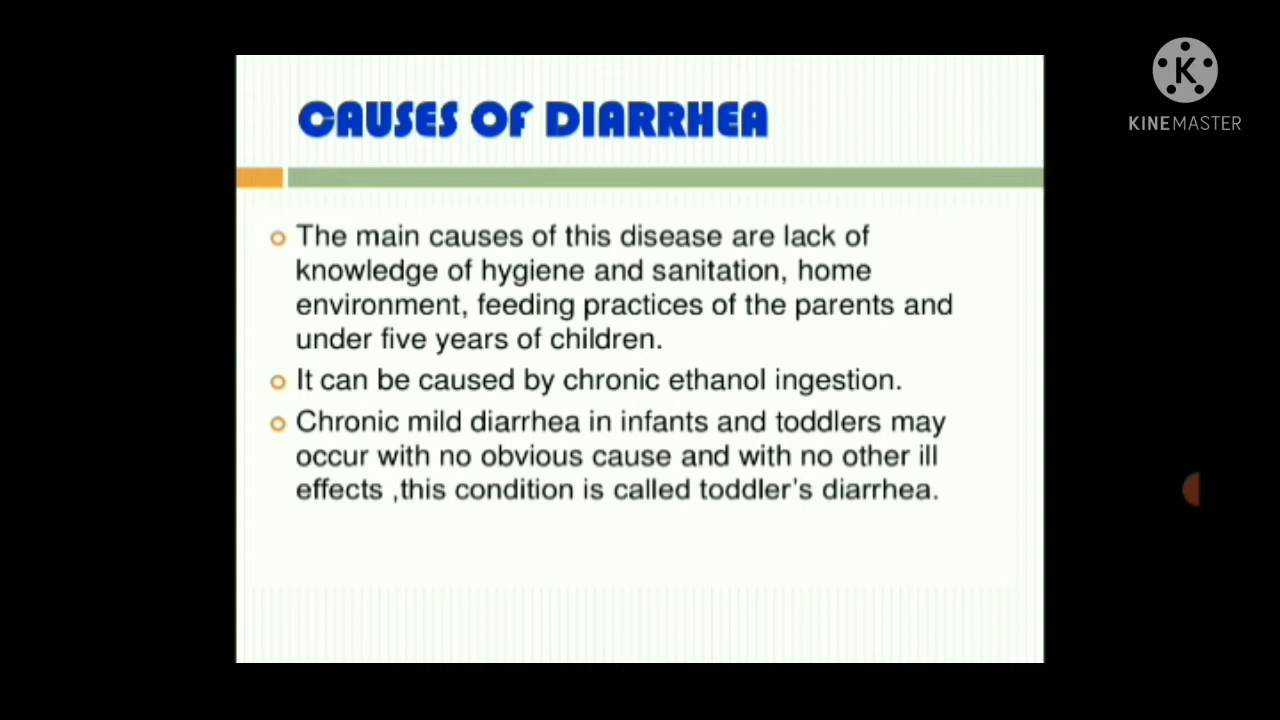 CAUSES OF DIARRHEA
The main causes of this disease are lack of
knowledge of hygiene and sanitation, home
environment, feeding practices of the parents and
under five years of children.
It can be caused by chronic ethanol ingestion.
Chronic mild diarrhea in infants and toddlers may
occur with no obvious cause and with no other ill
effects ,this condition is called toddler's diarrhea.
K
KINEMASTER